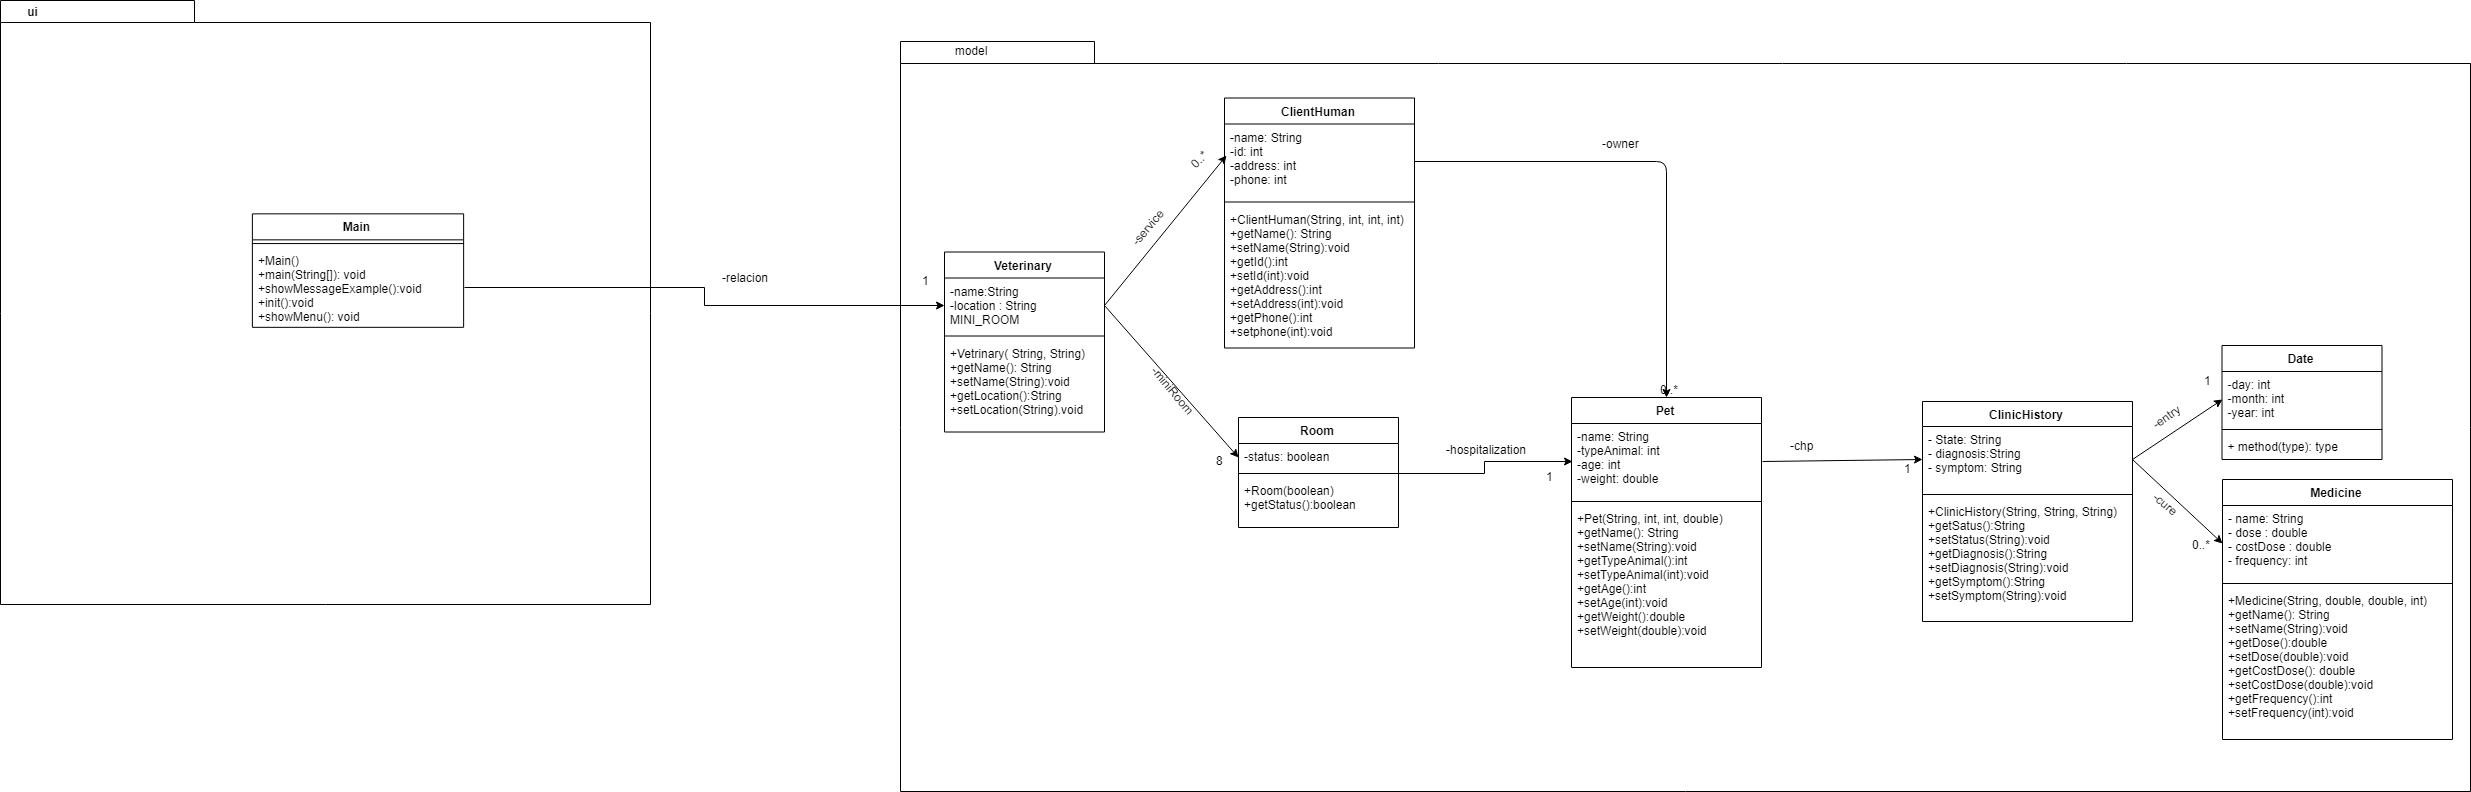 ui
Main
+Main()
+main(String[]): void
+showMessageExample():void
+init():void
+showMenu(): void
-relacion
1
model
Veterinary
-name:String
-location : String
MINI_ROOM
+Vetrinary( String, String)
+getName(): String
+setName(String):void
+getLocation():String
+setLocation(String).void
-service
0..*
-miniRoom
8
ClientHuman
-name: String
-id: int
-address: int
-phone: int
+ClientHuman(String, int, int, int)
+getName(): String
+setName(String):void
+getId():int
+setId(int):void
+getAddress():int
+setAddress(int):void
+getPhone():int
+setphone(int):void
-owner
0..*
Room
-status: boolean
+Room(boolean)
+getStatus():boolean
-hospitalization
1
Pet
-name: String
-typeAnimal: int
-age: int
-weight: double
+Pet(String, int, int, double)
+getName(): String
+setName(String):void
+getTypeAnimal():int
+setTypeAnimal(int):void
+getAge():int
+setAge(int):void
+getWeight():double
+setWeight(double):void
-chp
1
ClinicHistory
- State: String
- diagnosis:String
- symptom: String
+ClinicHistory(String, String, String)
+getSatus():String
+setStatus(String):void
+getDiagnosis():String
+setDiagnosis(String):void
+getSymptom():String
+setSymptom(String):void
-entry
1
-cure
0..*
Date
-day: int
-month: int
-year: int
+ method(type): type
Medicine
- name: String
- dose : double
- costDose : double
- frequency: int
+Medicine(String, double, double, int)
+getName(): String
+setName(String):void
+getDose():double
+setDose(double):void
+getCostDose(): double
+setCostDose(double):void
+getFrequency():int
+setFrequency(int):void